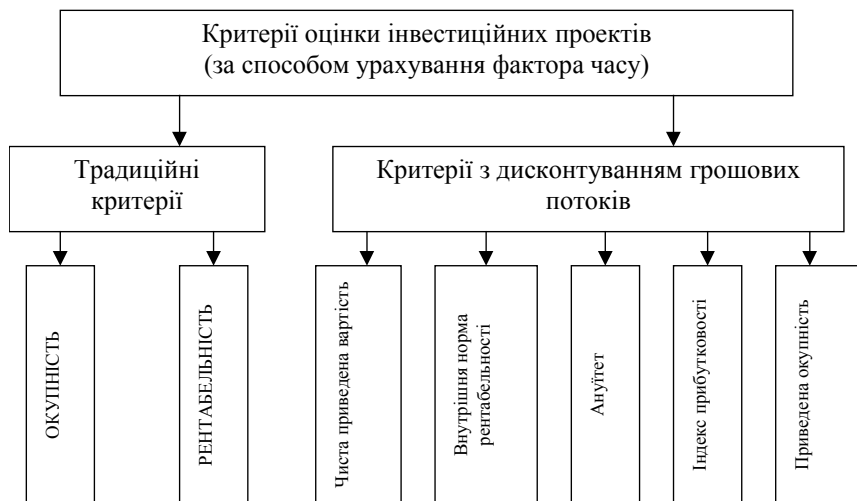 Критерії оцінки інвестиційних проектів
(за способом урахування фактора часу)
Традиційні
критерії
Критерії з дисконтуванням грошових
потоків
ОКУПНІСТЬ
РЕНТАБЕЛЬНІСТЬ
Чиста приведена вартість
Внутрішня норма
рентабельності
Ануїтет
Індекс прибутковості
Приведена окупність